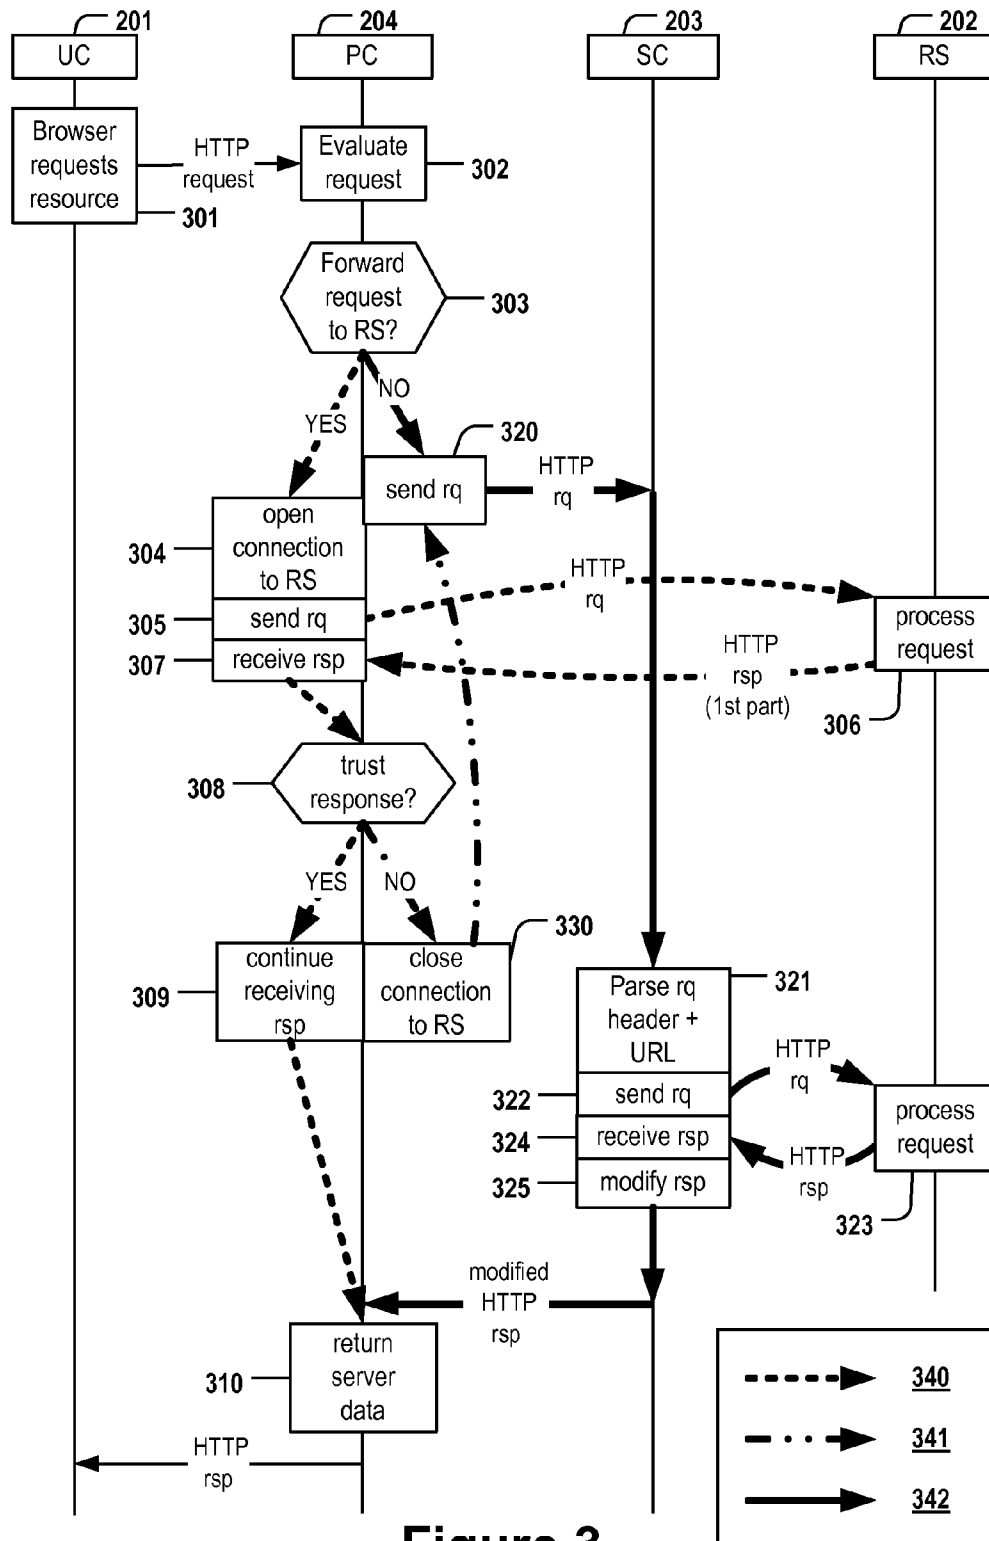 201
204
203
202
UC
PC
SC
RS
Browser
requests
resource
301
HTTP
request
Evaluate
request
302
Forward
request
to RS?
303
YES
NO
320
send rq
HTTP
rq
open
connection
to RS
304
send rq
305
receive rsp
307
HTTP
rq
process
request
HTTP
rsp
(1st part)
306
trust
response?
308
YES
NO
330
continue
receiving
rsp
309
close
connection
to RS
Parse rq
header +
URL
321
send rq
322
receive rsp
324
modify rsp
325
HTTP
rq
process
request
HTTP
rsp
323
modified
HTTP
rsp
return
server
data
310
HTTP
rsp
340
341
342
Figure 3